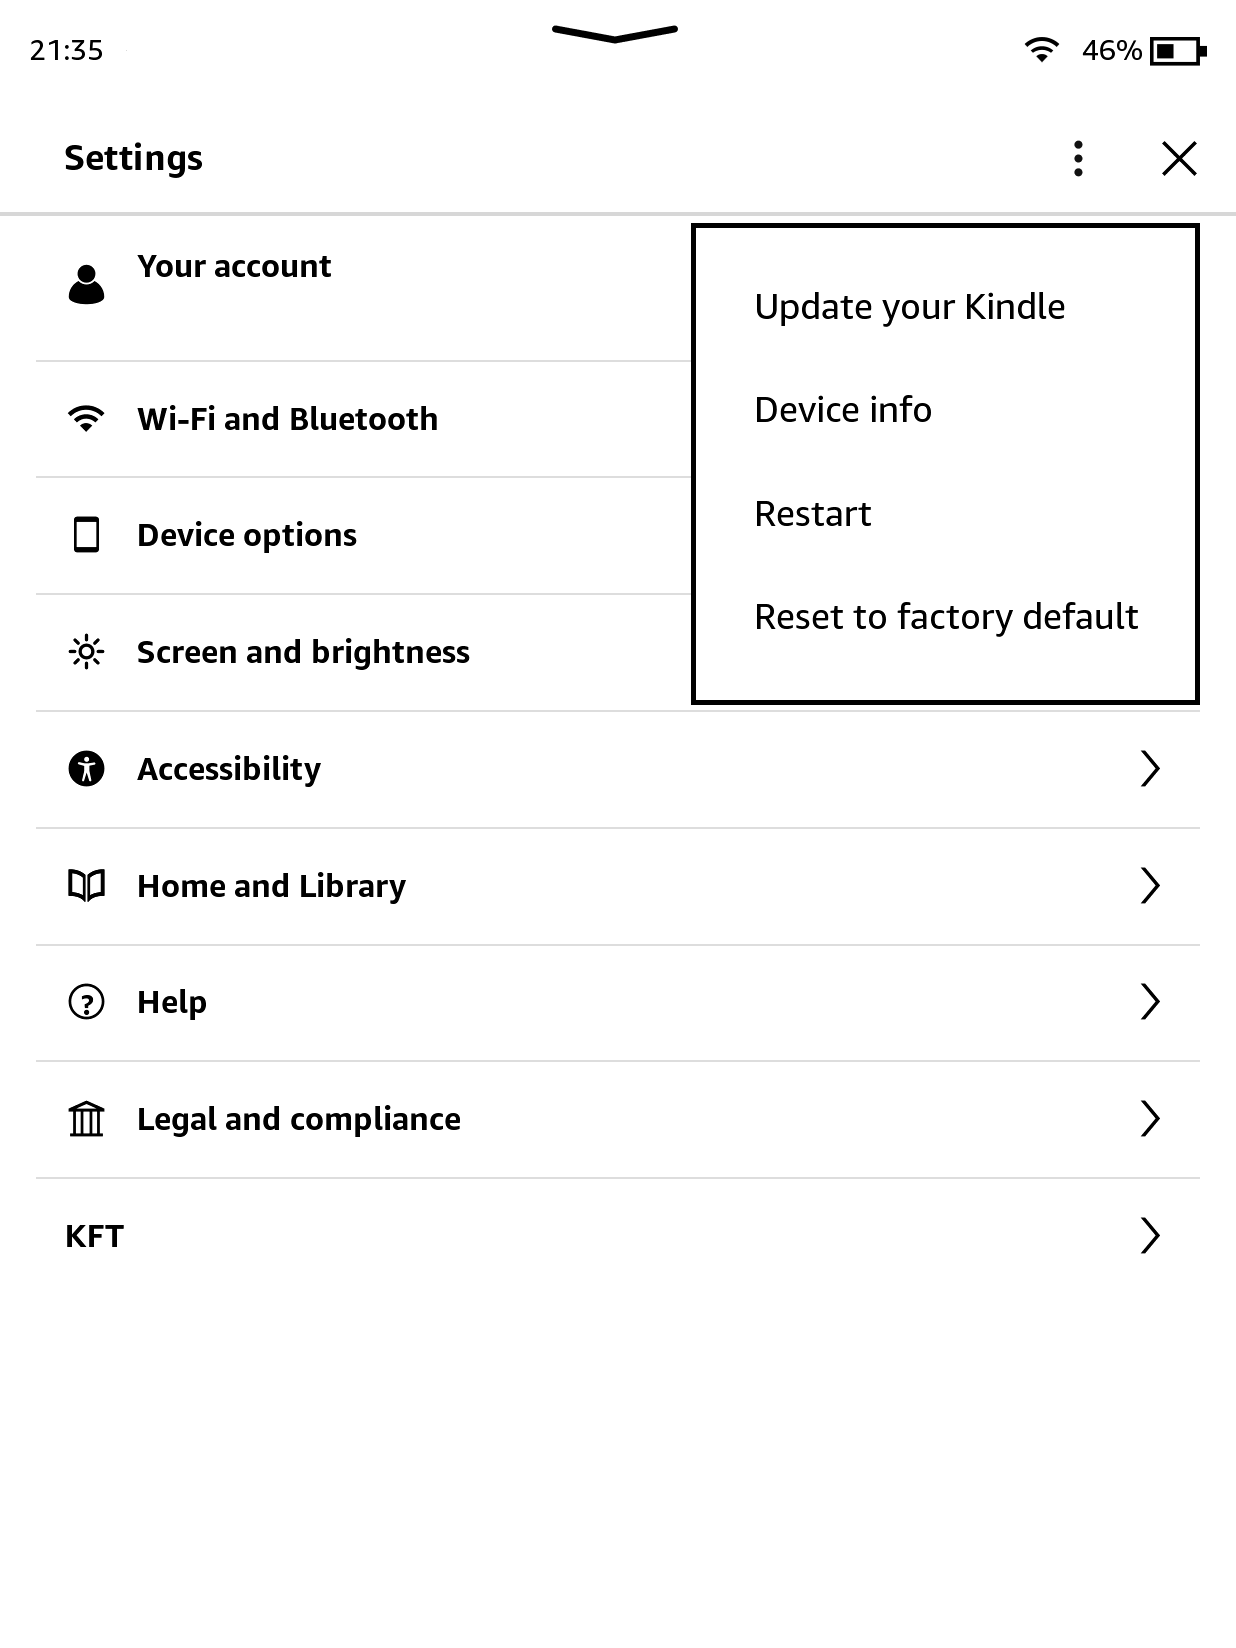 21:35
46%
Settings
Your account
Wi-Fi and Bluetooth
Device options
Screen and brightness
Accessibility
Home and Library
Help
Legal and compliance
KFT
Update your Kindle
Device info
Restart
Reset to factory default